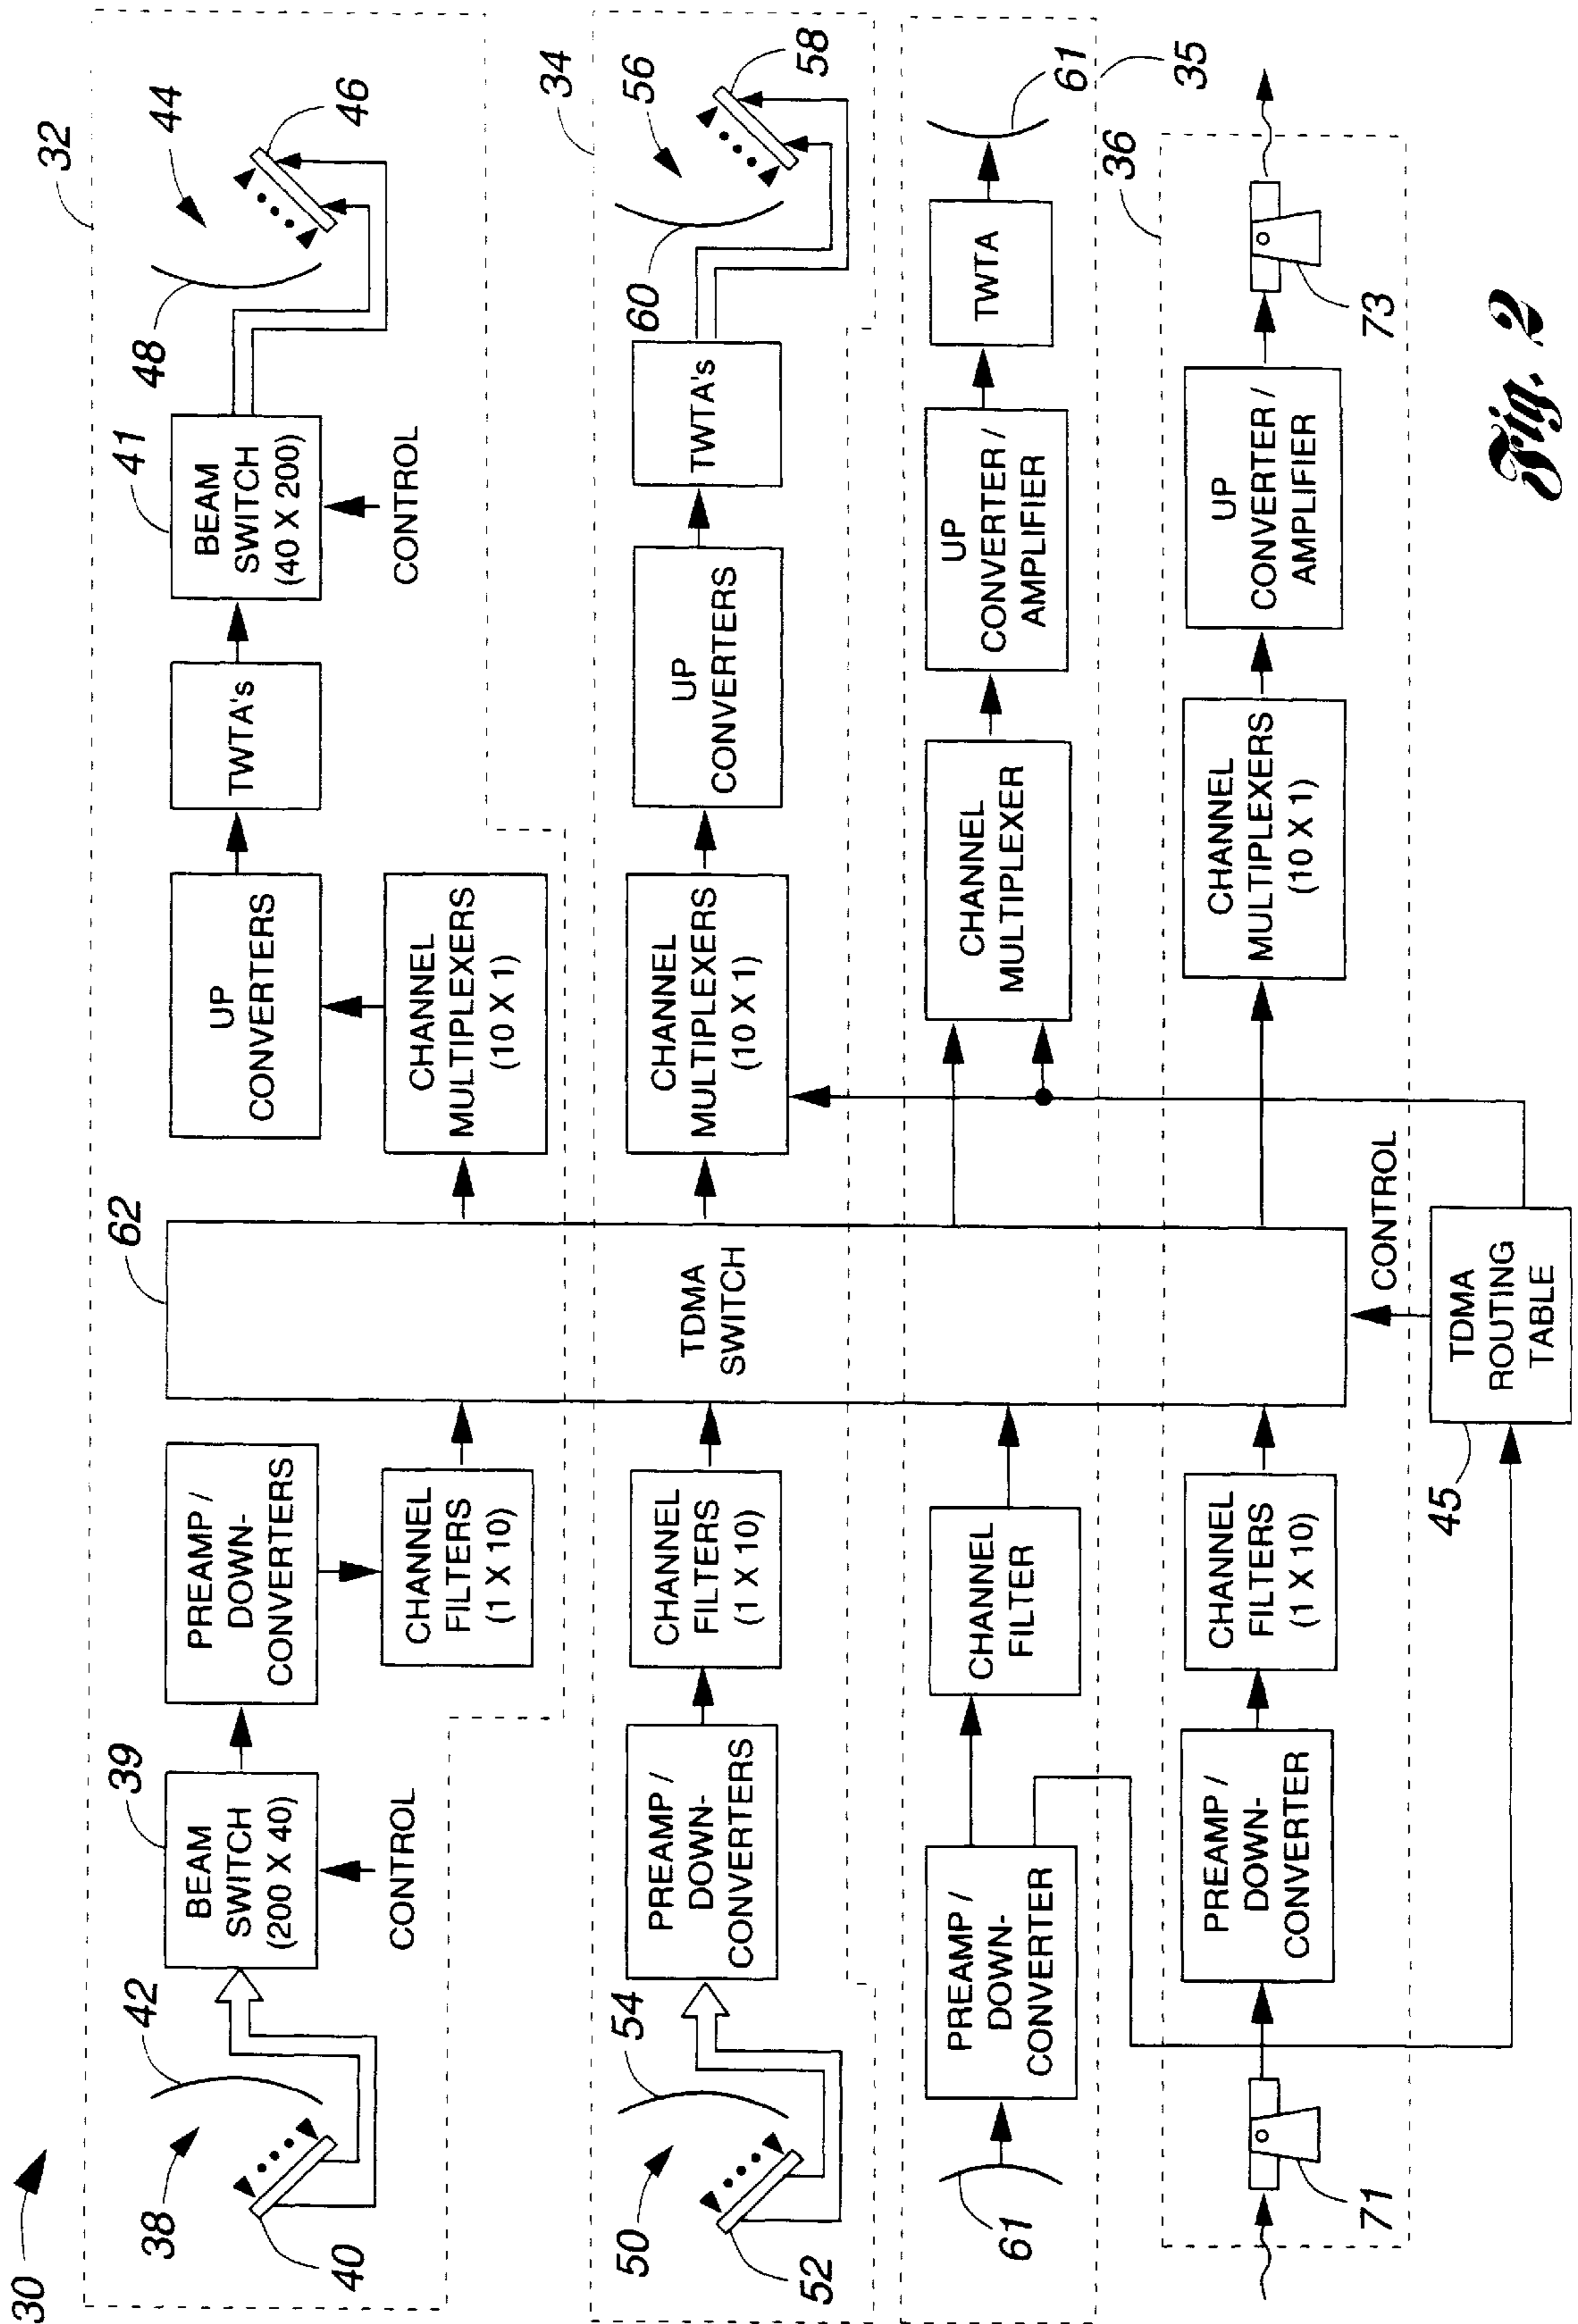 30
32
38
40
42
39
BEAM
SWITCH
(200 X 40)
CONTROL
PREAMP /
DOWN-
CONVERTERS
CHANNEL
FILTERS
(1 X 10)
62
TDMA
SWITCH
CHANNEL
MULTIPLEXERS
(10 X 1)
UP
CONVERTERS
TWTA's
41
BEAM
SWITCH
(40 X 200)
CONTROL
48
44
46
34
50
52
54
PREAMP /
DOWN-
CONVERTERS
CHANNEL
FILTERS
(1 X 10)
CHANNEL
MULTIPLEXERS
(10 X 1)
UP
CONVERTERS
TWTA's
60
56
58
61
PREAMP /
DOWN-
CONVERTER
CHANNEL
FILTER
CHANNEL
MULTIPLEXER
UP
CONVERTER /
AMPLIFIER
TWTA
61
35
36
71
PREAMP /
DOWN-
CONVERTER
CHANNEL
FILTERS
(1 X 10)
CHANNEL
MULTIPLEXERS
(10 X 1)
UP
CONVERTER /
AMPLIFIER
73
CONTROL
45
TDMA
ROUTING
TABLE
Fig. 2